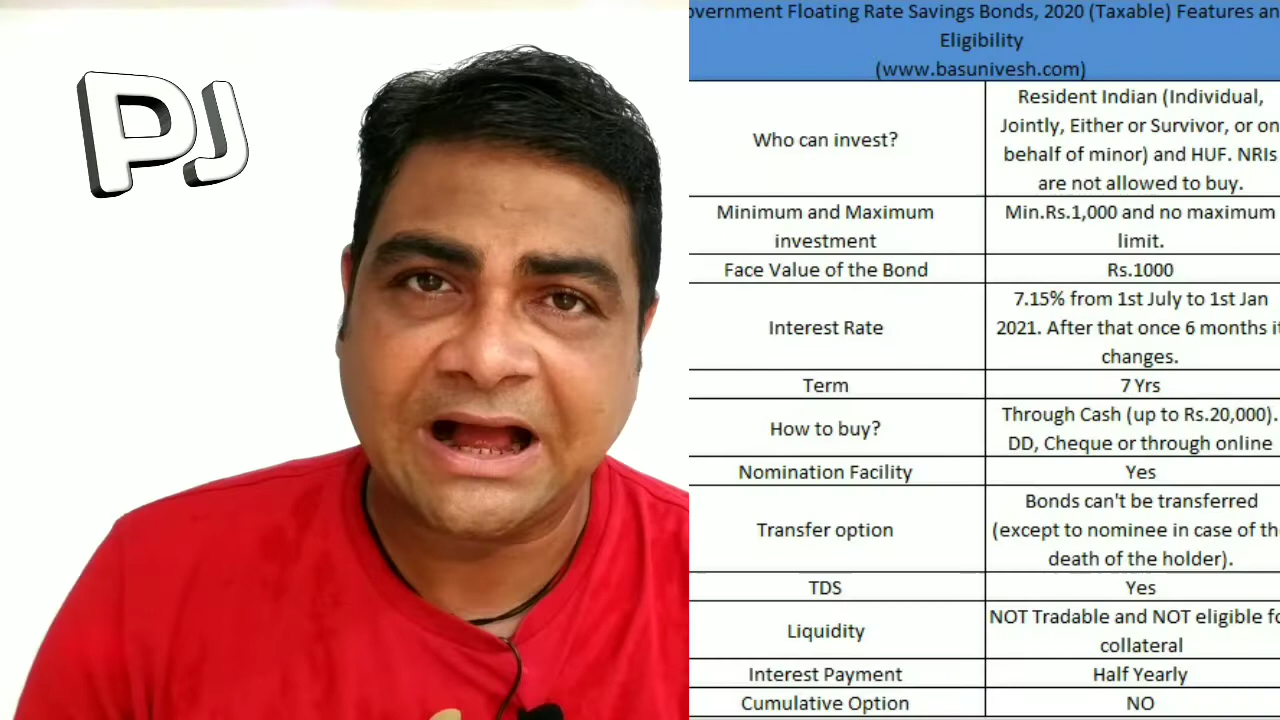 PJ
overnment Floating Rate Savings Bonds, 2020 (Taxable) Features an
Eligibility
(www.basunivesh.com)
Who can invest?
Resident Indian (Individual,
Jointly, Either or Survivor, or on
behalf of minor) and HUF. NRIs
are not allowed to buy.
Minimum and Maximum
investment
Min.Rs.1,000 and no maximum
limit.
Face Value of the Bond
Rs.1000
Interest Rate
7.15% from 1st July to 1st Jan
2021. After that once 6 months it
changes.
Term
7 Yrs
How to buy?
Through Cash (up to Rs.20,000).
DD, Cheque or through online
Nomination Facility
Yes
Transfer option
Bonds can't be transferred
(except to nominee in case of th
death of the holder).
TDS
Yes
Liquidity
NOT Tradable and NOT eligible fo
collateral
Interest Payment
Half Yearly
Cumulative Option
NO